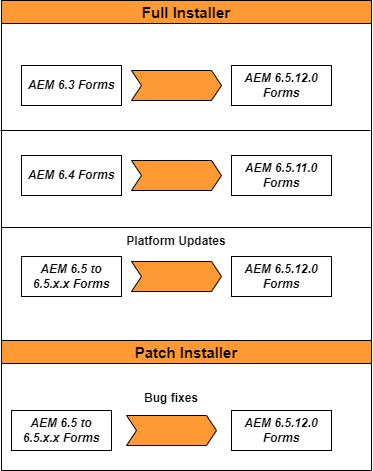 Full Installer
AEM 6.3 Forms
AEM 6.5.12.0
Forms
AEM 6.4 Forms
AEM 6.5.11.0
Forms
Platform Updates
AEM 6.5 to
6.5.x.x Forms
AEM 6.5.12.0
Forms
Patch Installer
Bug fixes
AEM 6.5 to
6.5.x.x Forms
AEM 6.5.12.0
Forms